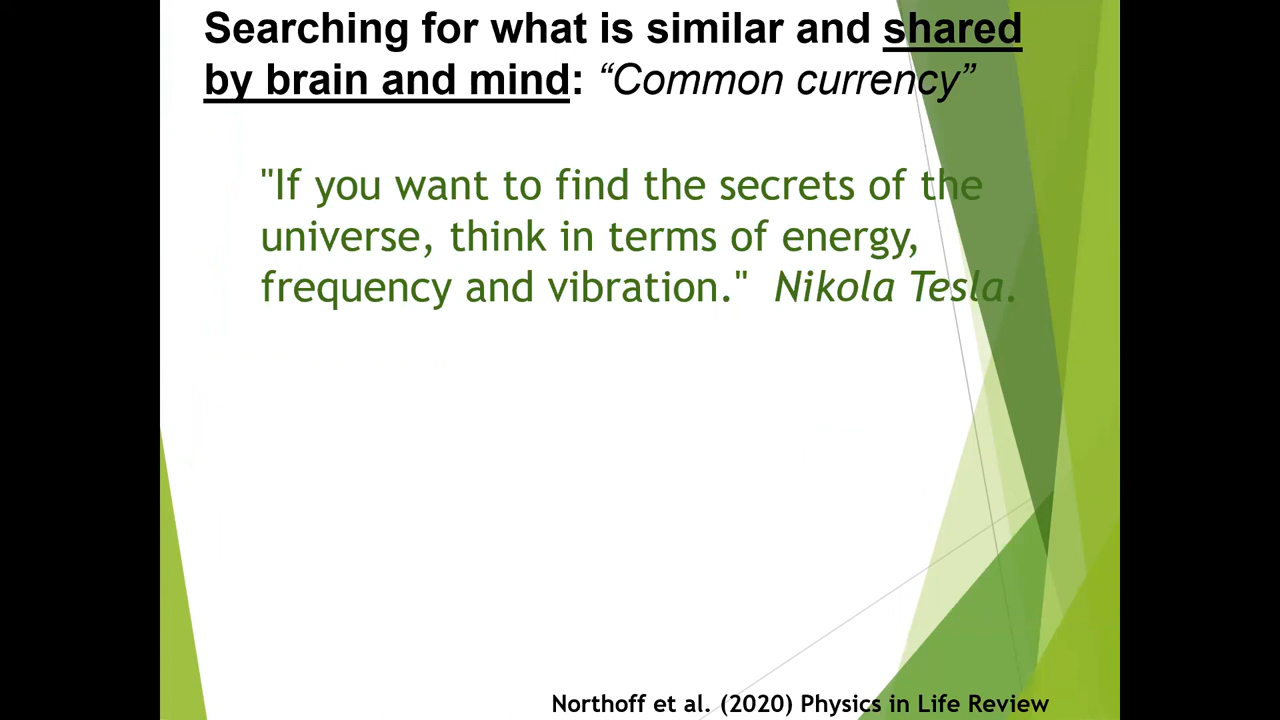 Searching for what is similar and shared
by brain and mind: “Common currency”
"If you want to find the secrets of the
universe, think in terms of energy,
frequency and vibration." Nikola Tesla.
Northoff et al. (2020) Physics in Life Review